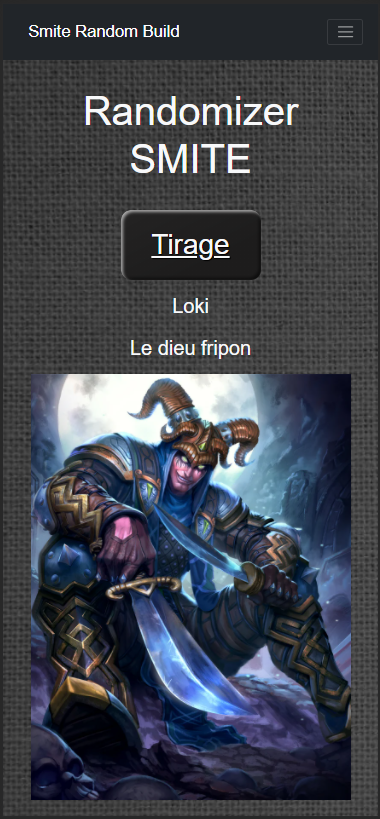 Smite Random Build
Randomizer
SMITE
Tirage
Loki
Le dieu fripon